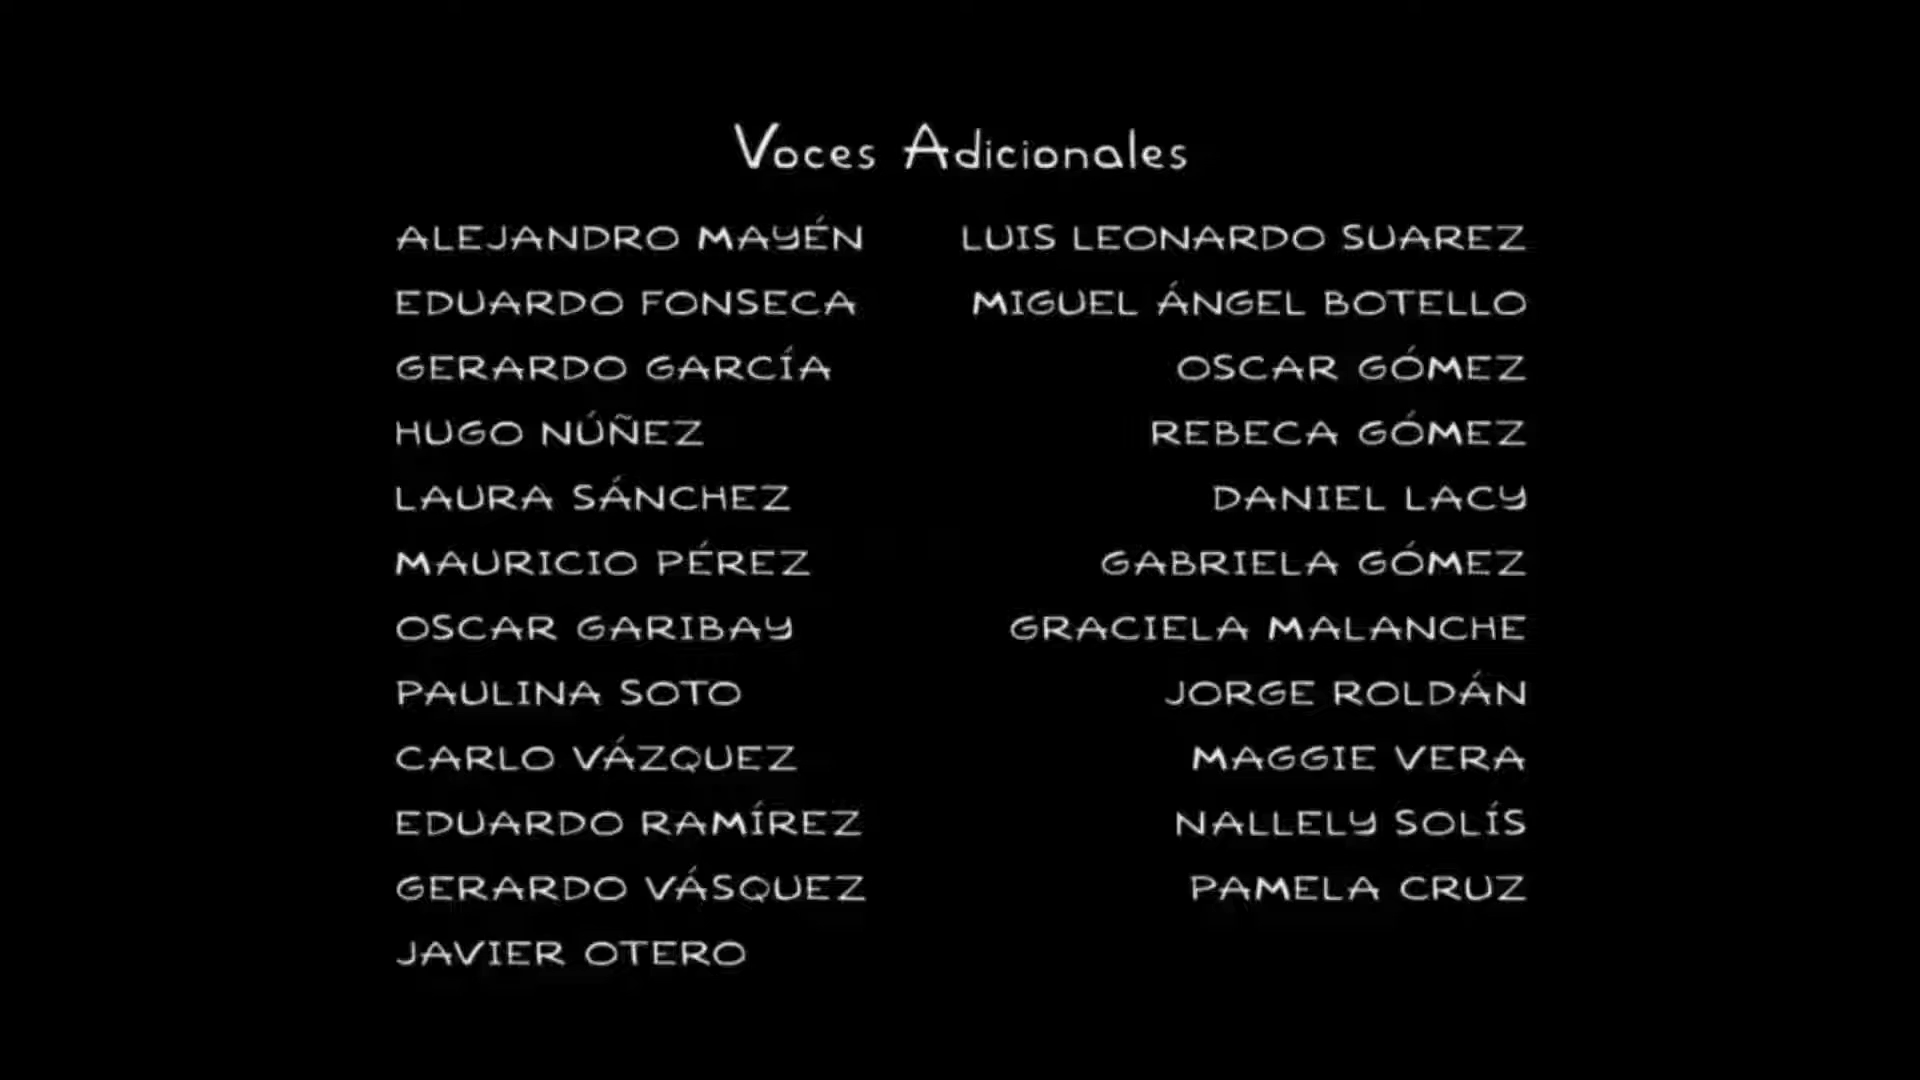 Voces Adicionales
ALEJANDRO MAYÉN
EDUARDO FONSECA
GERARDO GARCÍA
HUGO NÚÑEZ
LAURA SÁNCHEZ
MAURICIO PÉREZ
OSCAR GARIBAY
PAULINA SOTO
CARLO VÁZQUEZ
EDUARDO RAMÍREZ
GERARDO VÁSQUEZ
JAVIER OTERO
LUIS LEONARDO SUAREZ
MIGUEL ÁNGEL BOTELLO
OSCAR GÓMEZ
REBECA GÓMEZ
DANIEL LACY
GABRIELA GÓMEZ
GRACIELA MALANCHE
JORGE ROLDÁN
MAGGIE VERA
NALLELY SOLÍS
PAMELA CRUZ